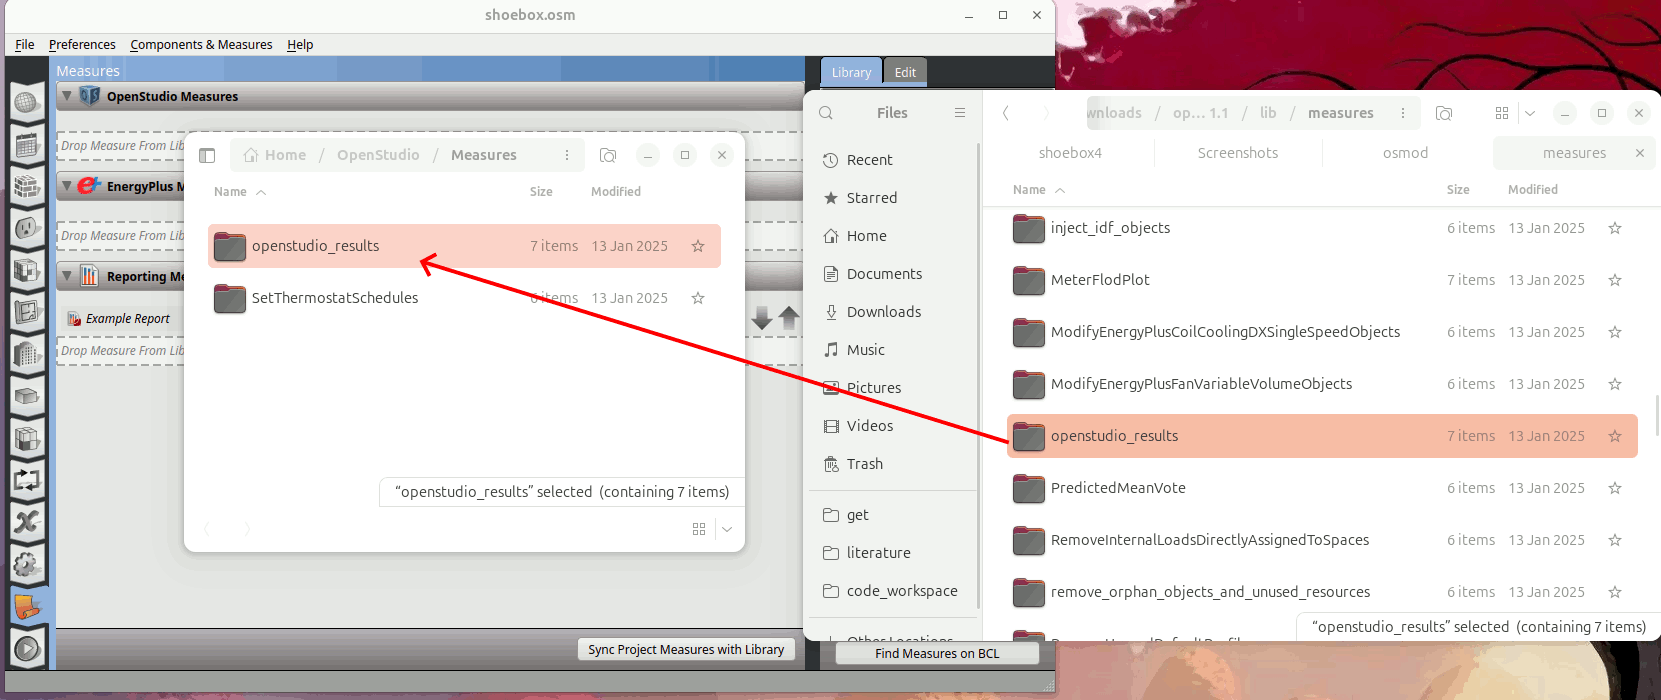 shoebox.osm
File Preferences Components & Measures Help
Measures
OpenStudio Measures
Drop Measure From Lib
EnergyPlus M
Drop Measure From Lib
Reporting Me
Example Report
Drop Measure From Lib
Sync Project Measures with Library
Library Edit
Find Measures on BCL
Home / OpenStudio / Measures
Name Size Modified
openstudio_results 7 items 13 Jan 2025
SetThermostatSchedules 6 items 13 Jan 2025
“openstudio_results” selected (containing 7 items)
Files
Recent
Starred
Home
Documents
Downloads
Music
Pictures
Videos
Trash
get
literature
code_workspace
Other Locations
wnloads / op... 1.1 / lib / measures
shoebox4 Screenshots osmod measures
Name Size Modified
inject_idf_objects 6 items 13 Jan 2025
MeterFlodPlot 7 items 13 Jan 2025
ModifyEnergyPlusCoilCoolingDXSingleSpeedObjects 6 items 13 Jan 2025
ModifyEnergyPlusFanVariableVolumeObjects 6 items 13 Jan 2025
openstudio_results 7 items 13 Jan 2025
PredictedMeanVote 6 items 13 Jan 2025
RemoveInternalLoadsDirectlyAssignedToSpaces 6 items 13 Jan 2025
remove_orphan_objects_and_unused_resources 6 items 13 Jan 2025
“openstudio_results” selected (containing 7 items)